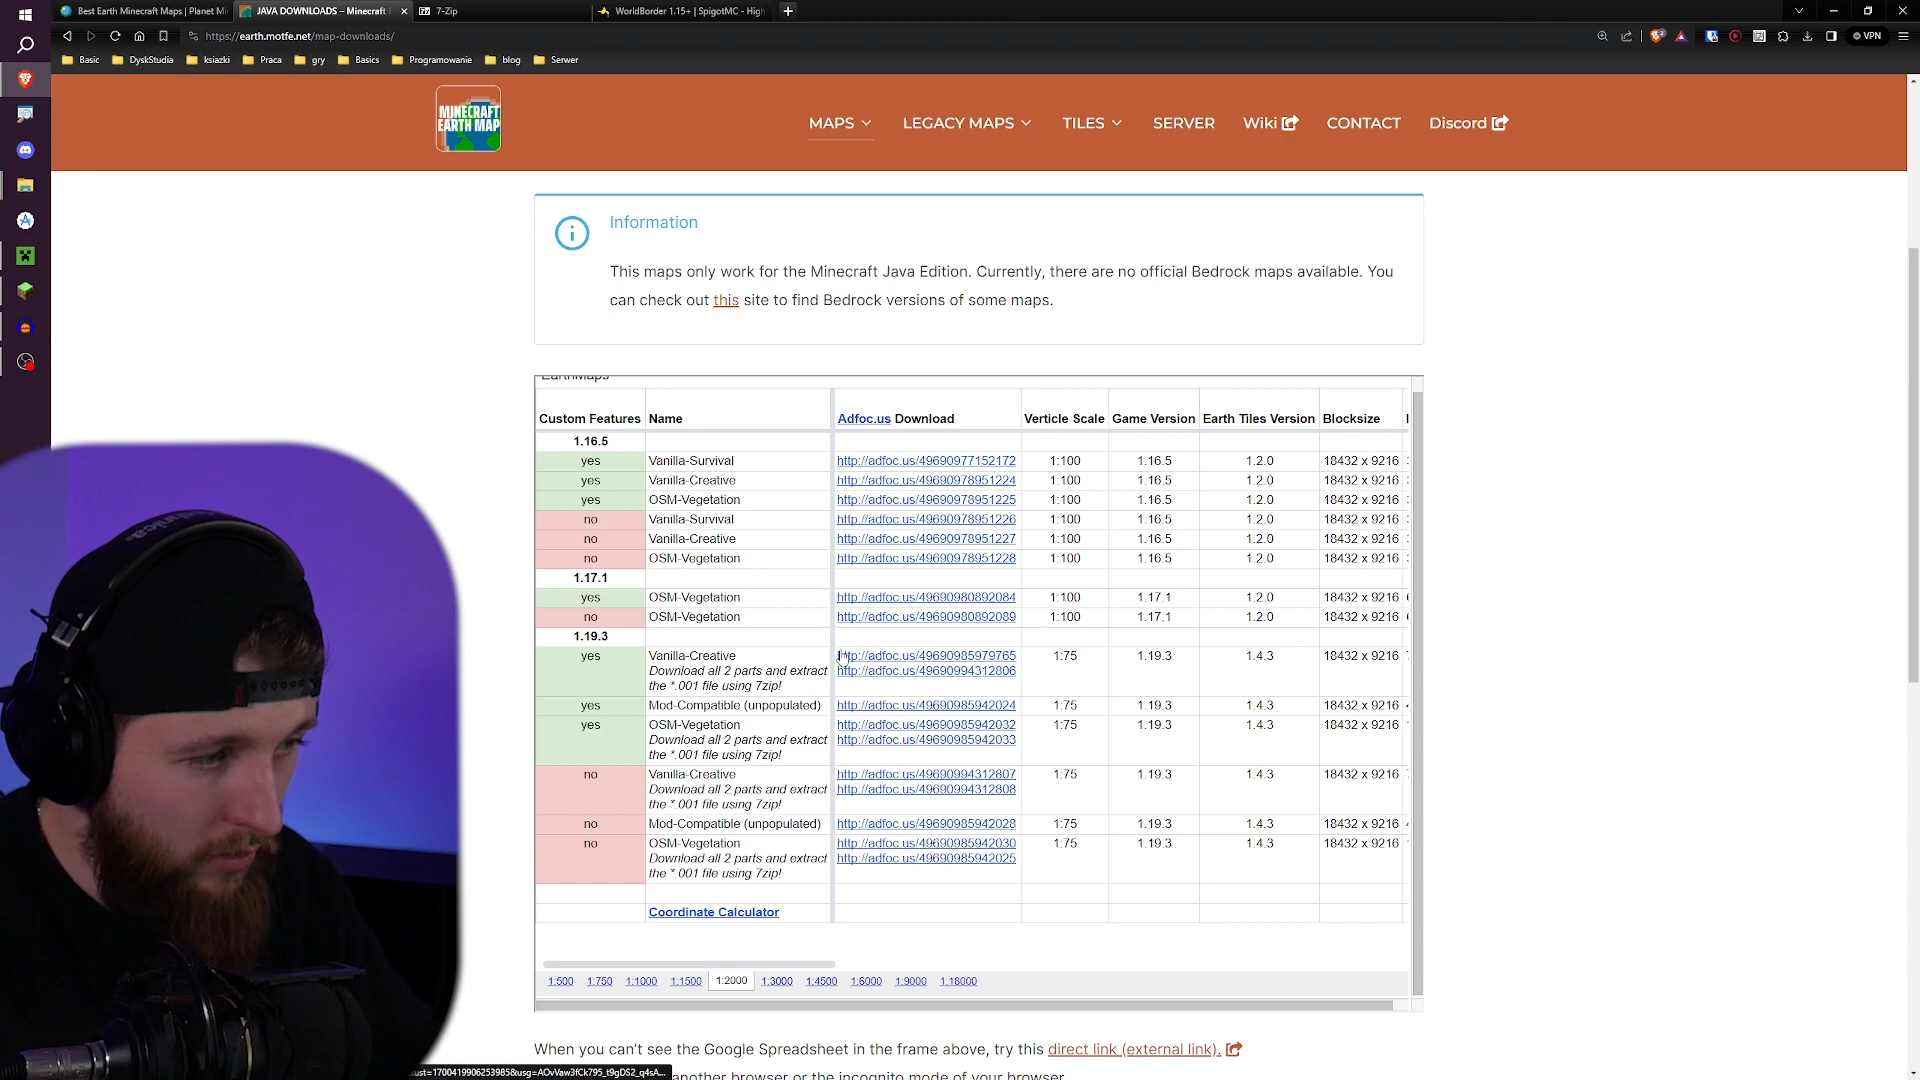 Best Earth Minecraft Maps | Planet Mi
JAVA DOWNLOADS – Minecraft
7-Zip
WorldBorder 1.15+ | SpigotMC - High
https://earth.motfe.net/map-downloads/
VPN
Basic
DyskStudia
ksiazki
Praca
gry
Basics
Programowanie
blog
Serwer
MINECRAFT
EARTH MAP
MAPS
LEGACY MAPS
TILES
SERVER
Wiki
CONTACT
Discord
Information
This maps only work for the Minecraft Java Edition. Currently, there are no official Bedrock maps available. You
can check out this site to find Bedrock versions of some maps.
EarthMaps
Custom Features Name Adfoc.us Download Verticle Scale Game Version Earth Tiles Version Blocksize
1.16.5
yes Vanilla-Survival http://adfoc.us/49690977152172 1:100 1.16.5 1.2.0 18432 x 9216
yes Vanilla-Creative http://adfoc.us/49690978951224 1:100 1.16.5 1.2.0 18432 x 9216
yes OSM-Vegetation http://adfoc.us/49690978951225 1:100 1.16.5 1.2.0 18432 x 9216
no Vanilla-Survival http://adfoc.us/49690978951226 1:100 1.16.5 1.2.0 18432 x 9216
no Vanilla-Creative http://adfoc.us/49690978951227 1:100 1.16.5 1.2.0 18432 x 9216
no OSM-Vegetation http://adfoc.us/49690978951228 1:100 1.16.5 1.2.0 18432 x 9216
1.17.1
yes OSM-Vegetation http://adfoc.us/49690980892084 1:100 1.17.1 1.2.0 18432 x 9216
no OSM-Vegetation http://adfoc.us/49690980892089 1:100 1.17.1 1.2.0 18432 x 9216
1.19.3
yes Vanilla-Creative http://adfoc.us/49690985979765 1:75 1.19.3 1.4.3 18432 x 9216
Download all 2 parts and extract http://adfoc.us/49690994312806
the *.001 file using 7zip!
yes Mod-Compatible (unpopulated) http://adfoc.us/49690985942024 1:75 1.19.3 1.4.3 18432 x 9216
yes OSM-Vegetation http://adfoc.us/49690985942032 1:75 1.19.3 1.4.3 18432 x 9216
Download all 2 parts and extract http://adfoc.us/49690985942033
the *.001 file using 7zip!
no Vanilla-Creative http://adfoc.us/49690994312807 1:75 1.19.3 1.4.3 18432 x 9216
Download all 2 parts and extract http://adfoc.us/49690994312808
the *.001 file using 7zip!
no Mod-Compatible (unpopulated) http://adfoc.us/49690985942028 1:75 1.19.3 1.4.3 18432 x 9216
no OSM-Vegetation http://adfoc.us/49690985942030 1:75 1.19.3 1.4.3 18432 x 9216
Download all 2 parts and extract http://adfoc.us/49690985942025
the *.001 file using 7zip!
Coordinate Calculator
1:500 1:750 1:1000 1:1500 1:2000 1:3000 1:4500 1:6000 1:9000 1:18000
When you can't see the Google Spreadsheet in the frame above, try this direct link (external link).
ust=1700419906253985&usg=AOvVaw3fCk795_t9gDS2_q4sA... another browser or the incognito mode of your browser